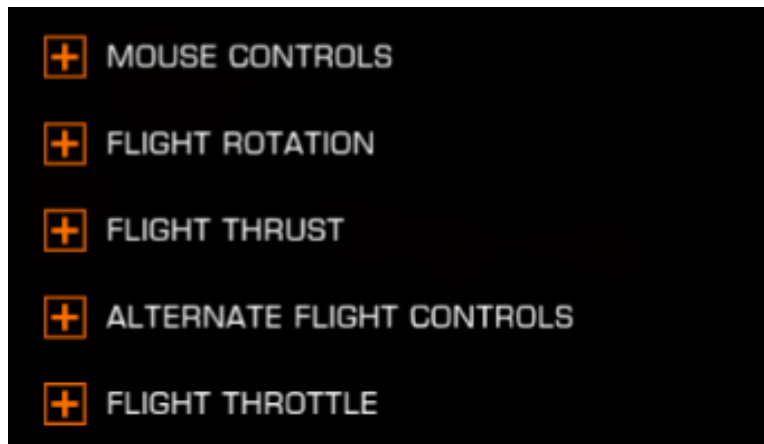 MOUSE CONTROLS
FLIGHT ROTATION
FLIGHT THRUST
ALTERNATE FLIGHT CONTROLS
FLIGHT THROTTLE